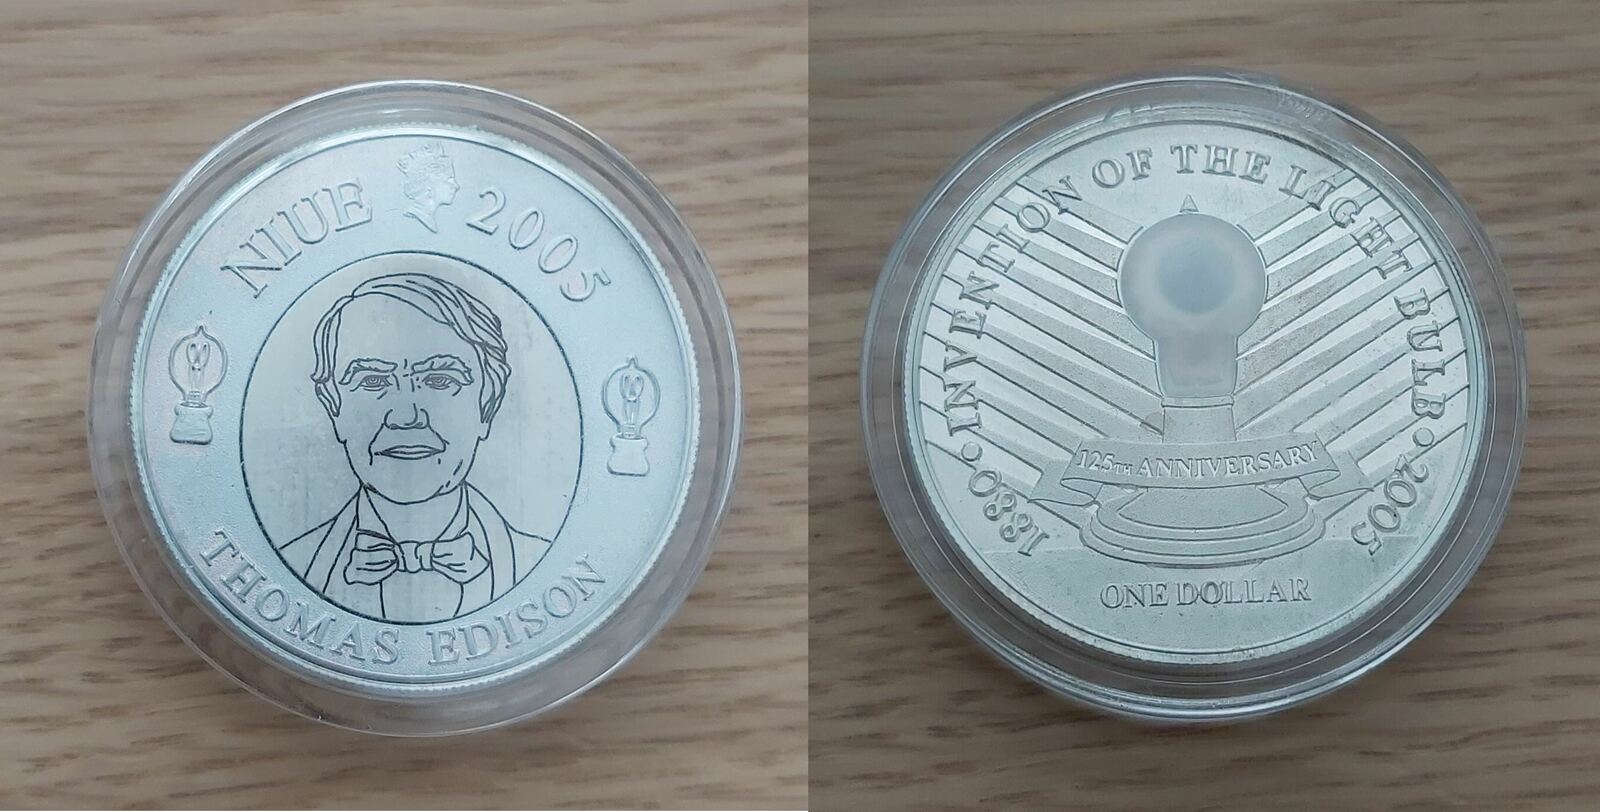 NIUE 2005
THOMAS EDISON
1880 • INVENTION OF THE LIGHT BULB • 2005
125TH ANNIVERSARY
ONE DOLLAR